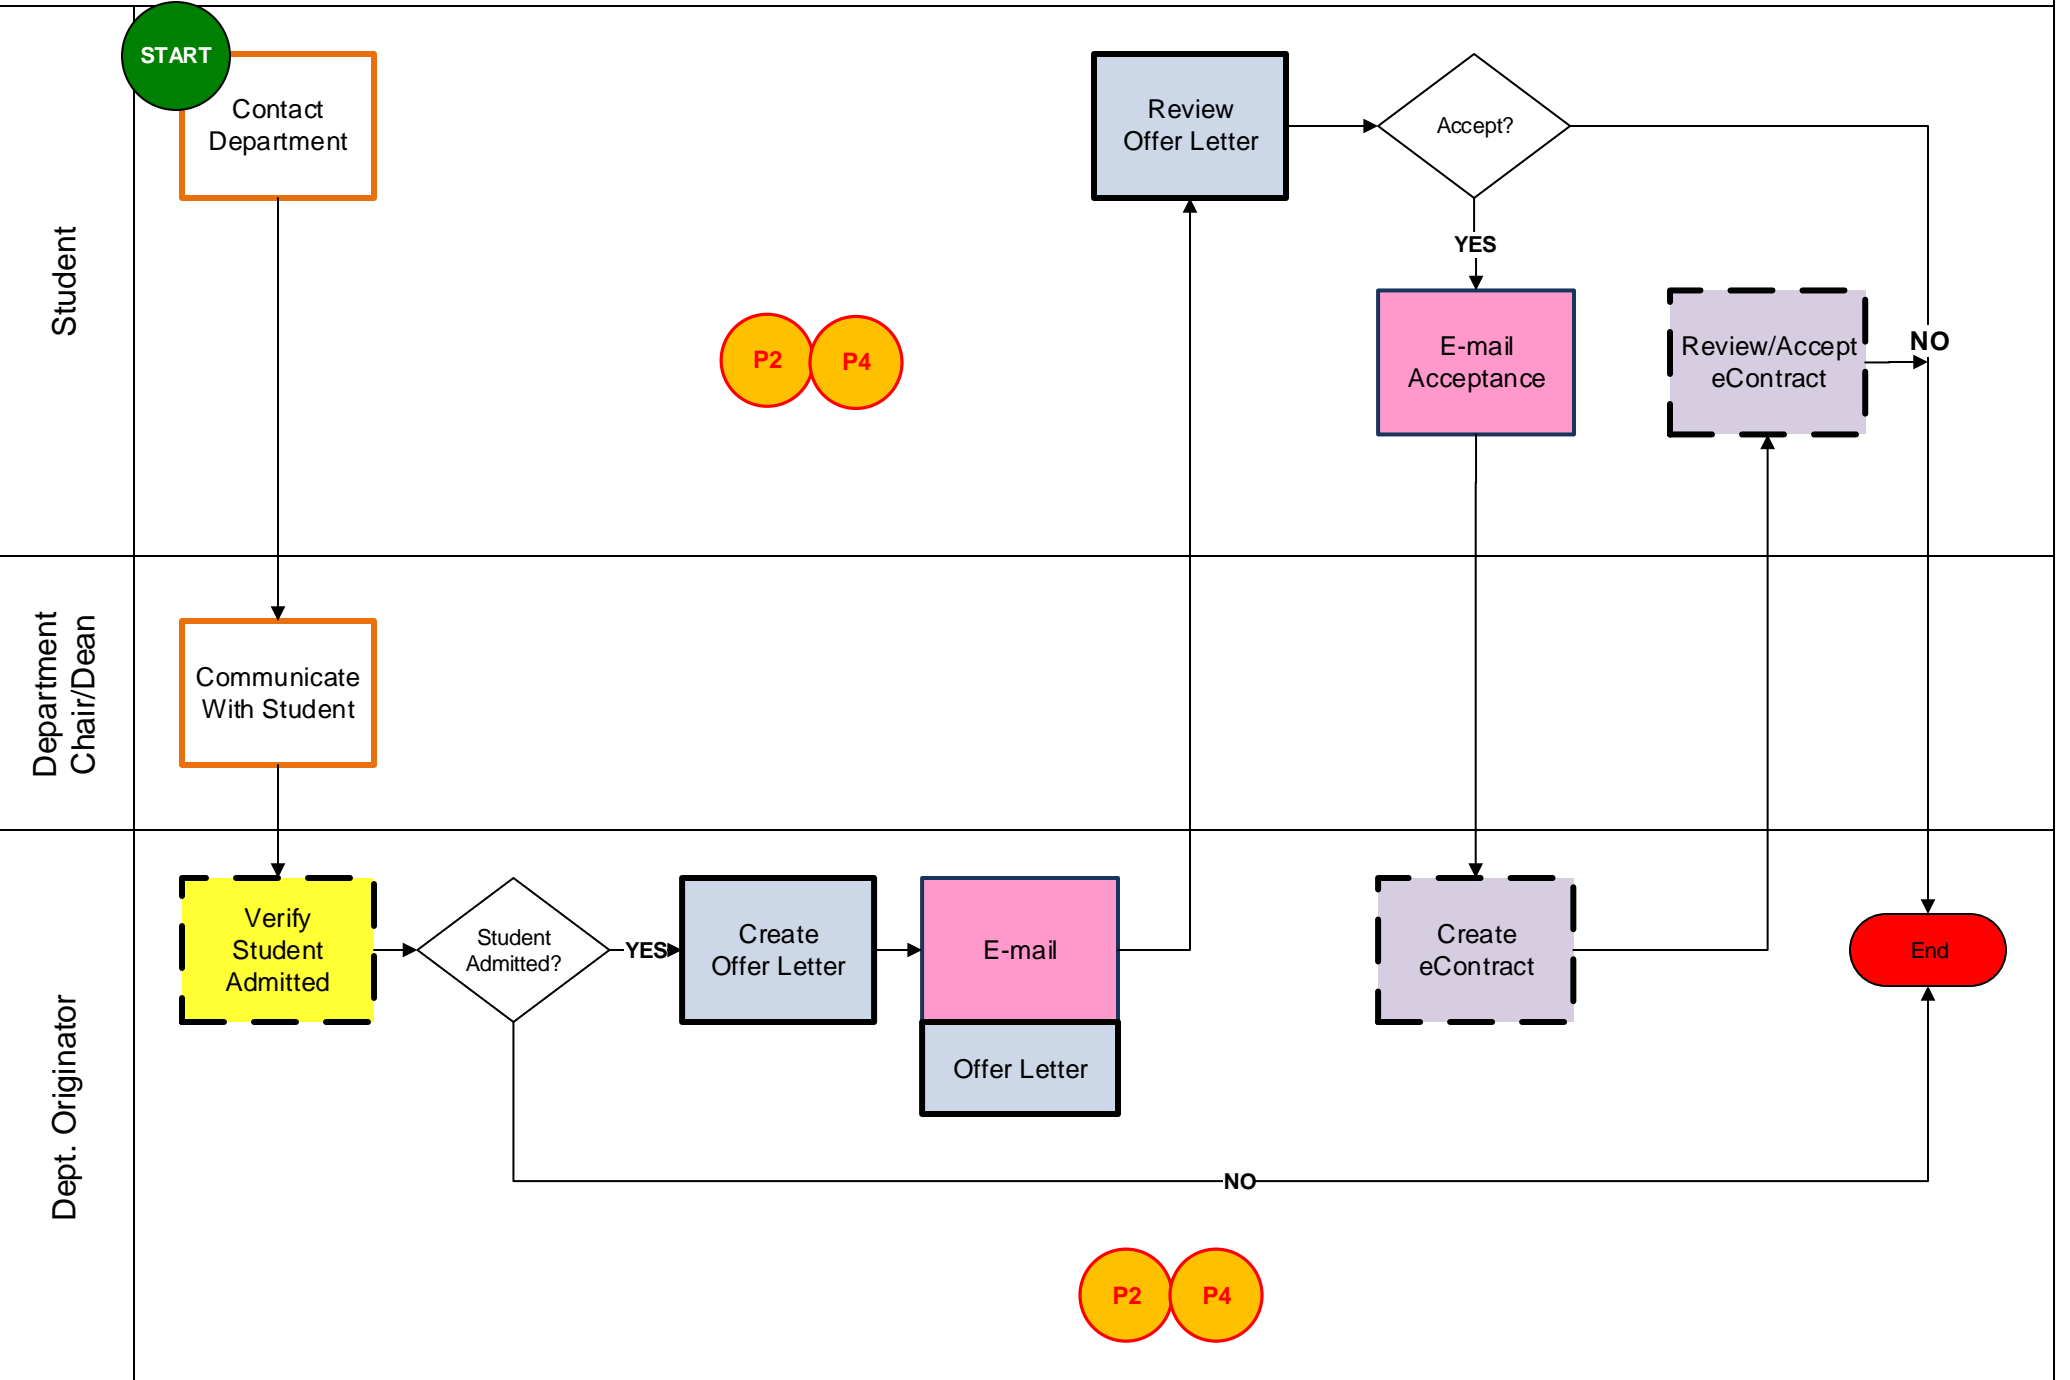 START
Contact
Department
Review
Offer Letter
Accept?
YES
Student
P2
P4
E-mail
Acceptance
Review/Accept
eContract
NO
Department
Chair/Dean
Communicate
With Student
Dept. Originator
Verify
Student
Admitted
Student
Admitted?
YES
Create
Offer Letter
E-mail
Offer Letter
Create
eContract
End
NO
P2
P4